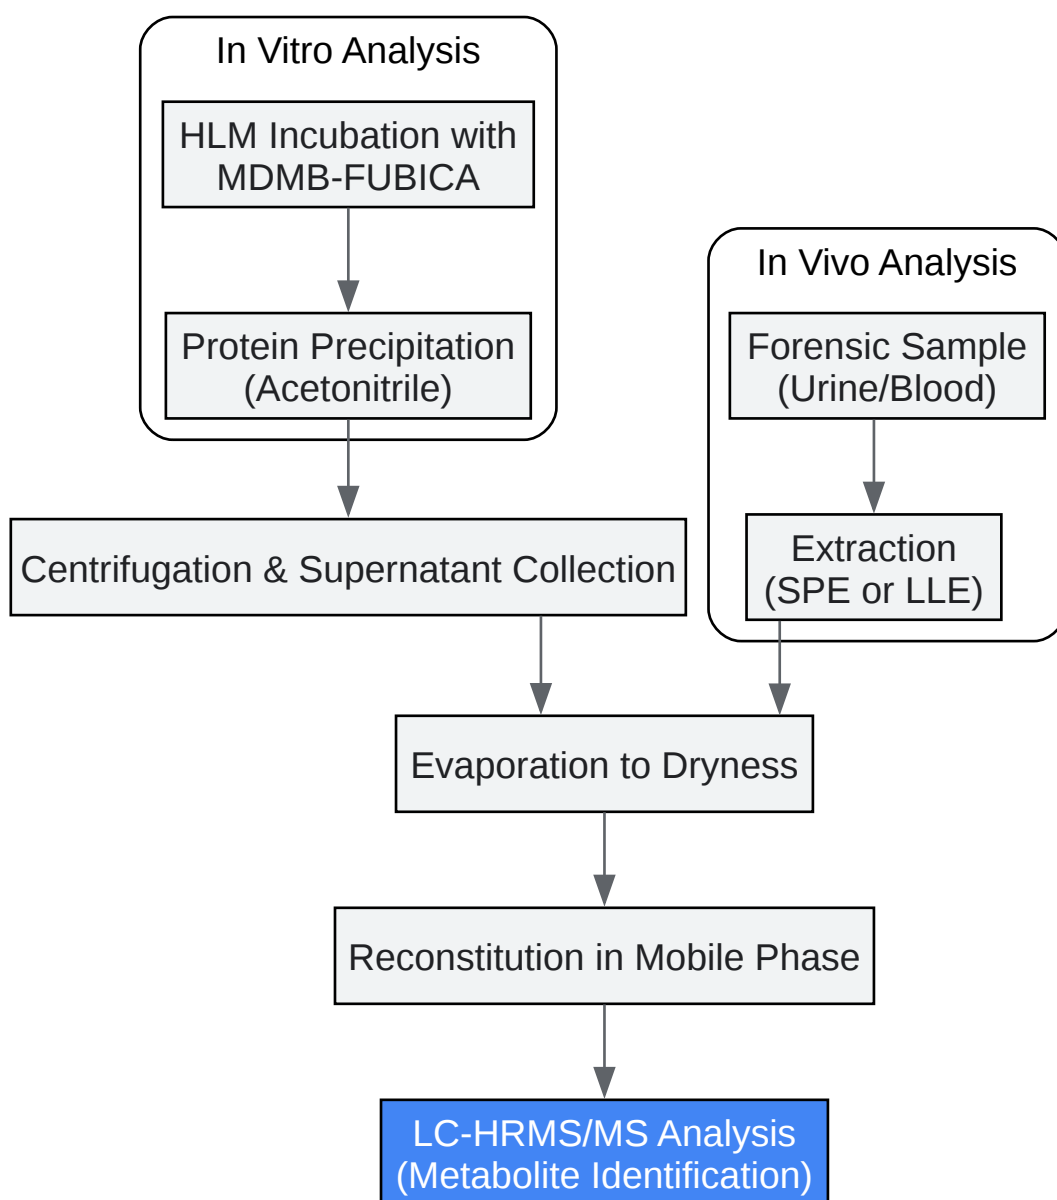 In Vitro Analysis
HLM Incubation with
MDMB-FUBICA
Protein Precipitation
(Acetonitrile)
In Vivo Analysis
Forensic Sample
(Urine/Blood)
Centrifugation & Supernatant Collection
Extraction
(SPE or LLE)
Evaporation to Dryness
Reconstitution in Mobile Phase
LC-HRMS/MS Analysis
(Metabolite Identification)